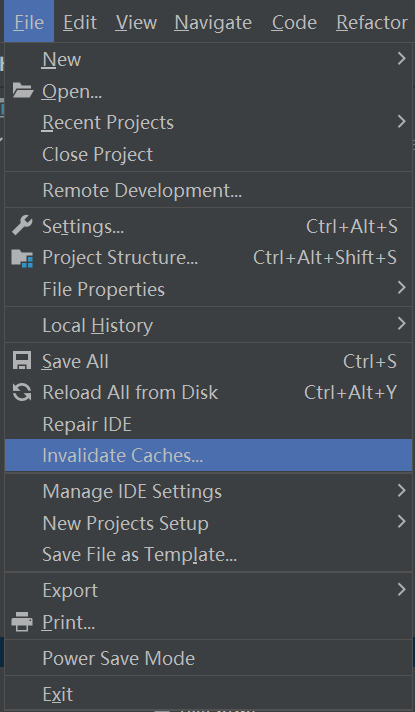 File Edit View Navigate Code Refactor
New
Open...
Recent Projects
Close Project
Remote Development...
Settings... Ctrl+Alt+S
Project Structure... Ctrl+Alt+Shift+S
File Properties
Local History
Save All Ctrl+S
Reload All from Disk Ctrl+Alt+Y
Repair IDE
Invalidate Caches...
Manage IDE Settings
New Projects Setup
Save File as Template...
Export
Print...
Power Save Mode
Exit